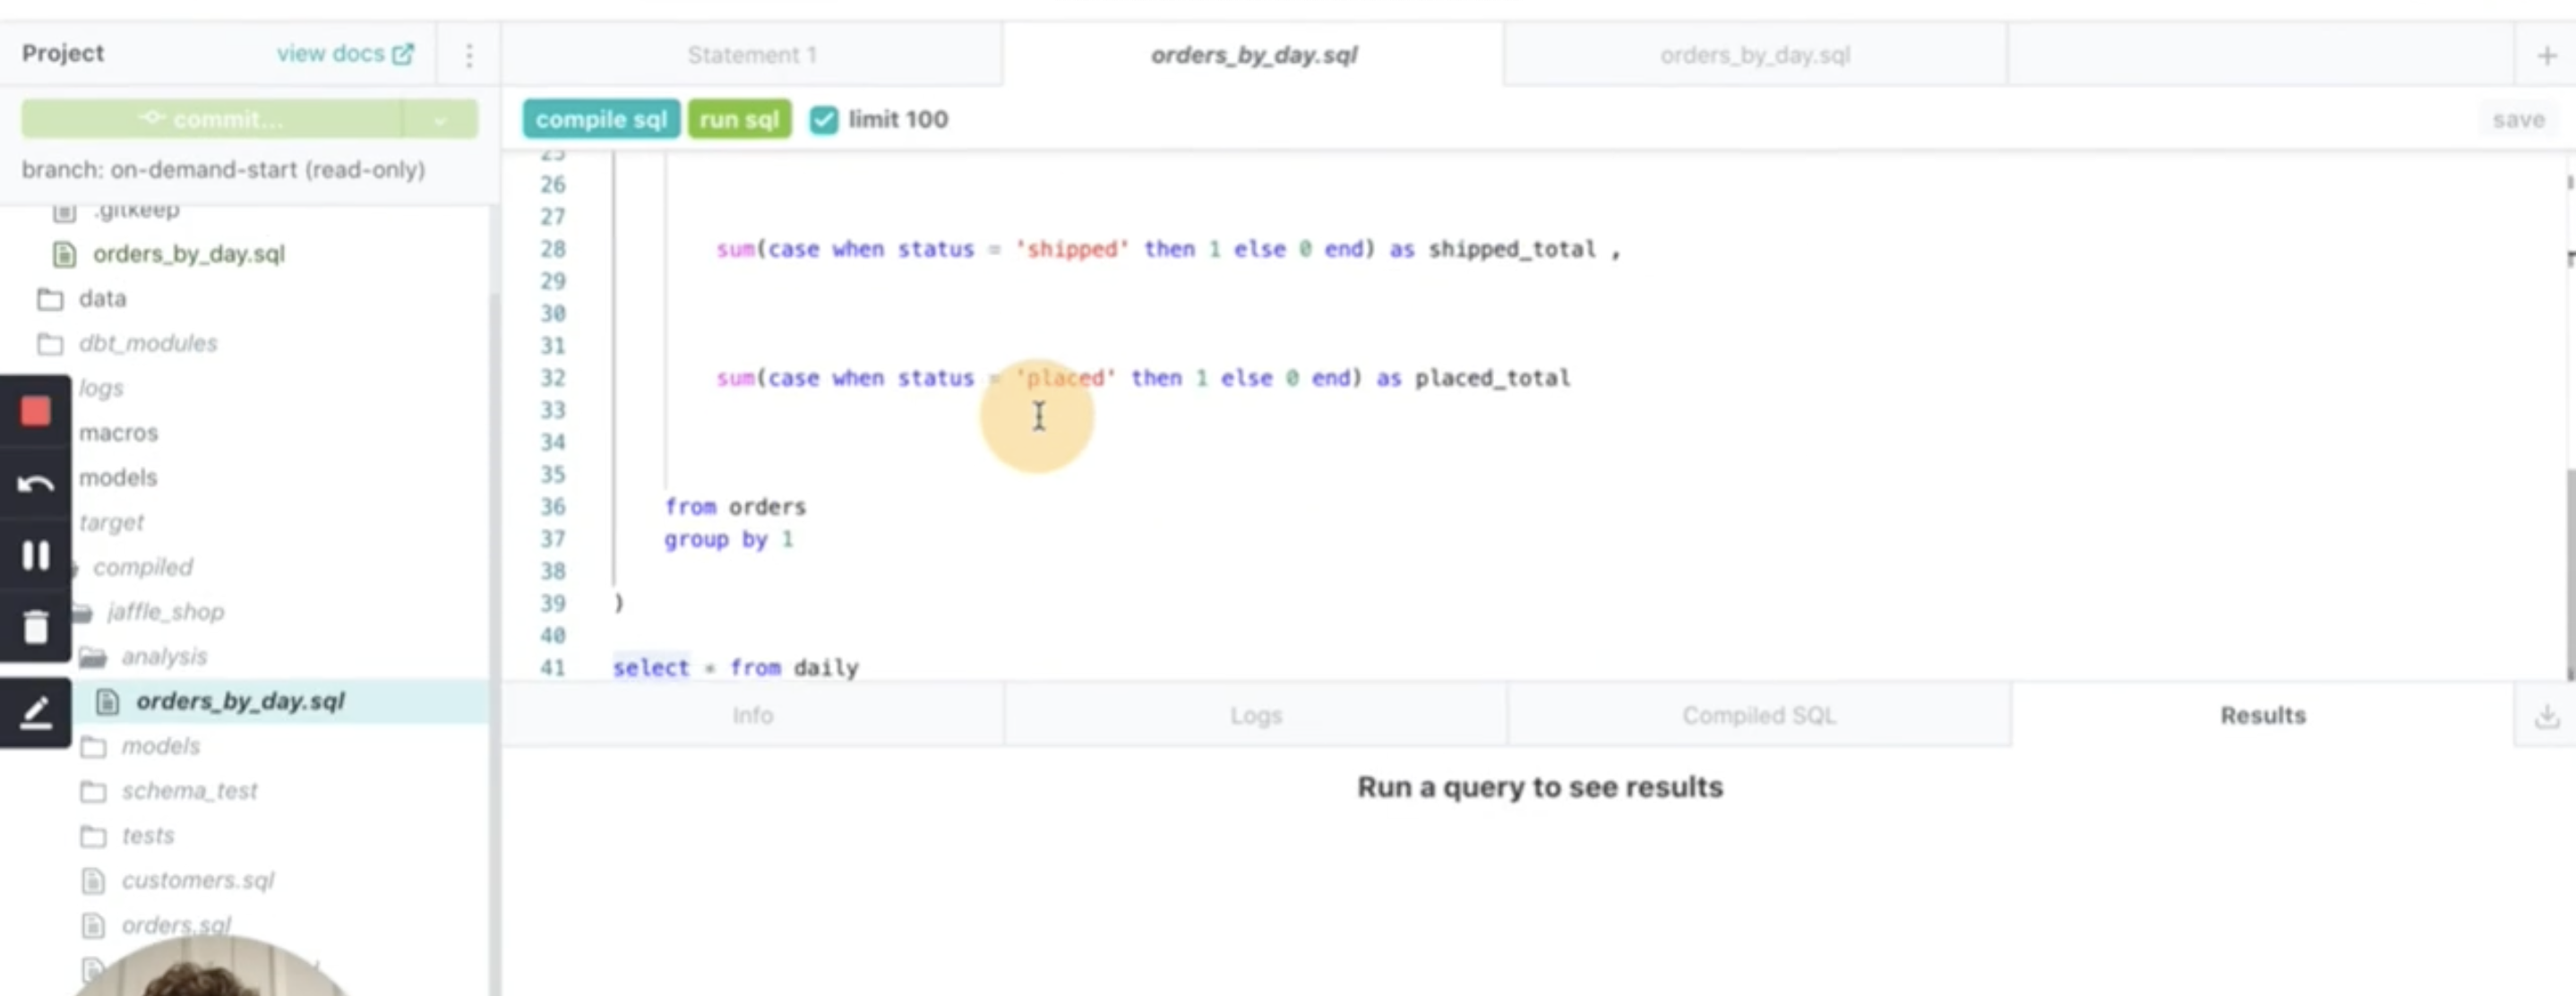 Project
view docs
commit...
branch: on-demand-start (read-only)
.gitkeep
orders_by_day.sql
data
dbt_modules
logs
macros
models
target
compiled
jaffle_shop
analysis
orders_by_day.sql
models
schema_test
tests
customers.sql
orders.sql
Statement 1
orders_by_day.sql
orders_by_day.sql
+
compile sql
run sql
limit 100
save
25
26
27
28 sum(case when status = 'shipped' then 1 else 0 end) as shipped_total ,
29
30
31
32 sum(case when status = 'placed' then 1 else 0 end) as placed_total
33
34
35
36 from orders
37 group by 1
38
39 )
40
41 select * from daily
Info
Logs
Compiled SQL
Results
Run a query to see results